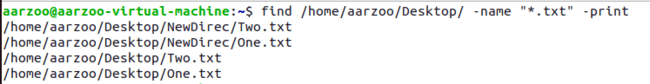 aarzoo@aarzoo-virtual-machine:~$ find /home/aarzoo/Desktop/ -name "*.txt" -print
/home/aarzoo/Desktop/NewDirec/Two.txt
/home/aarzoo/Desktop/NewDirec/One.txt
/home/aarzoo/Desktop/Two.txt
/home/aarzoo/Desktop/One.txt